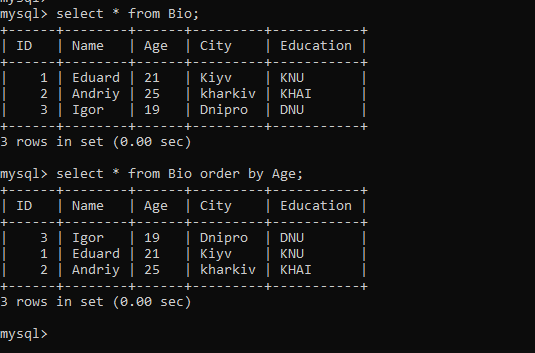 mysql> select * from Bio;
+------+--------+------+---------+-----------+
| ID   | Name   | Age  | City    | Education |
+------+--------+------+---------+-----------+
|    1 | Eduard | 21   | Kiyv    | KNU       |
|    2 | Andriy | 25   | kharkiv | KHAI      |
|    3 | Igor   | 19   | Dnipro  | DNU       |
+------+--------+------+---------+-----------+
3 rows in set (0.00 sec)

mysql> select * from Bio order by Age;
+------+--------+------+---------+-----------+
| ID   | Name   | Age  | City    | Education |
+------+--------+------+---------+-----------+
|    3 | Igor   | 19   | Dnipro  | DNU       |
|    1 | Eduard | 21   | Kiyv    | KNU       |
|    2 | Andriy | 25   | kharkiv | KHAI      |
+------+--------+------+---------+-----------+
3 rows in set (0.00 sec)

mysql>